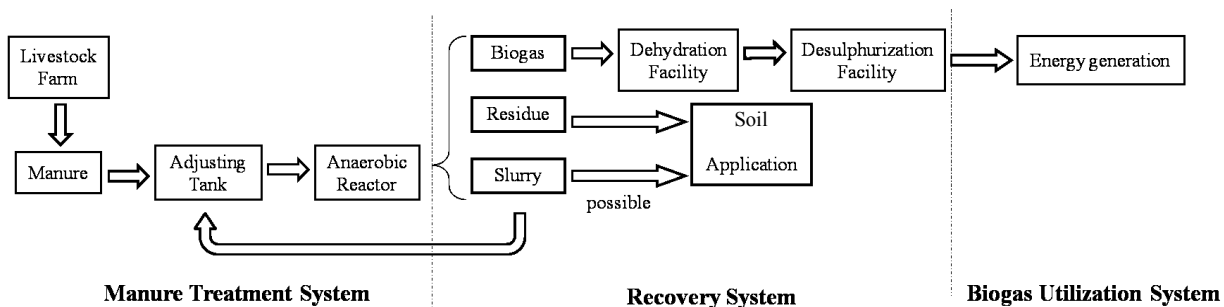 Livestock
Farm
Manure
Adjusting
Tank
Anaerobic
Reactor
Biogas
Residue
Slurry
possible
Dehydration
Facility
Desulphurization
Facility
Soil
Application
Energy generation
Manure Treatment System
Recovery System
Biogas Utilization System